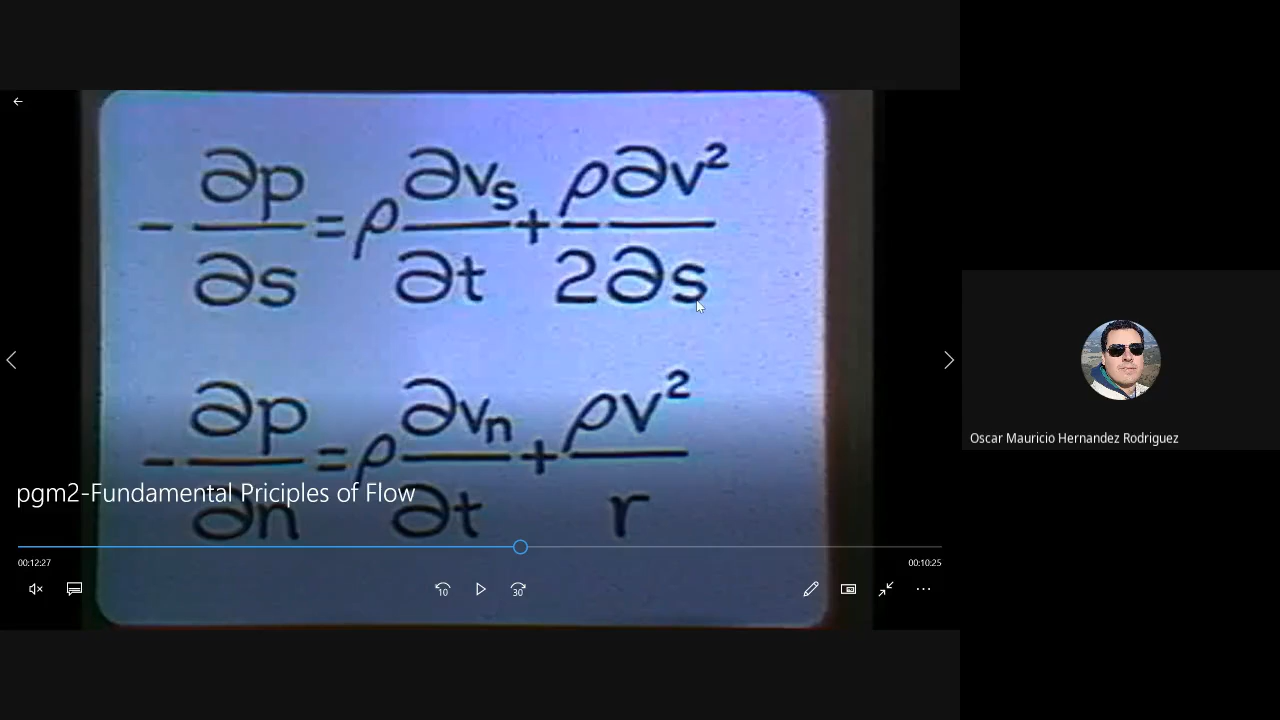 -∂p/∂s = ρ ∂vs/∂t + ρ∂v²/2∂s
-∂p/∂n = ρ ∂vn/∂t + ρv²/r
pgm2-Fundamental Priciples of Flow
00:12:27
00:10:25
10
30
Oscar Mauricio Hernandez Rodriguez